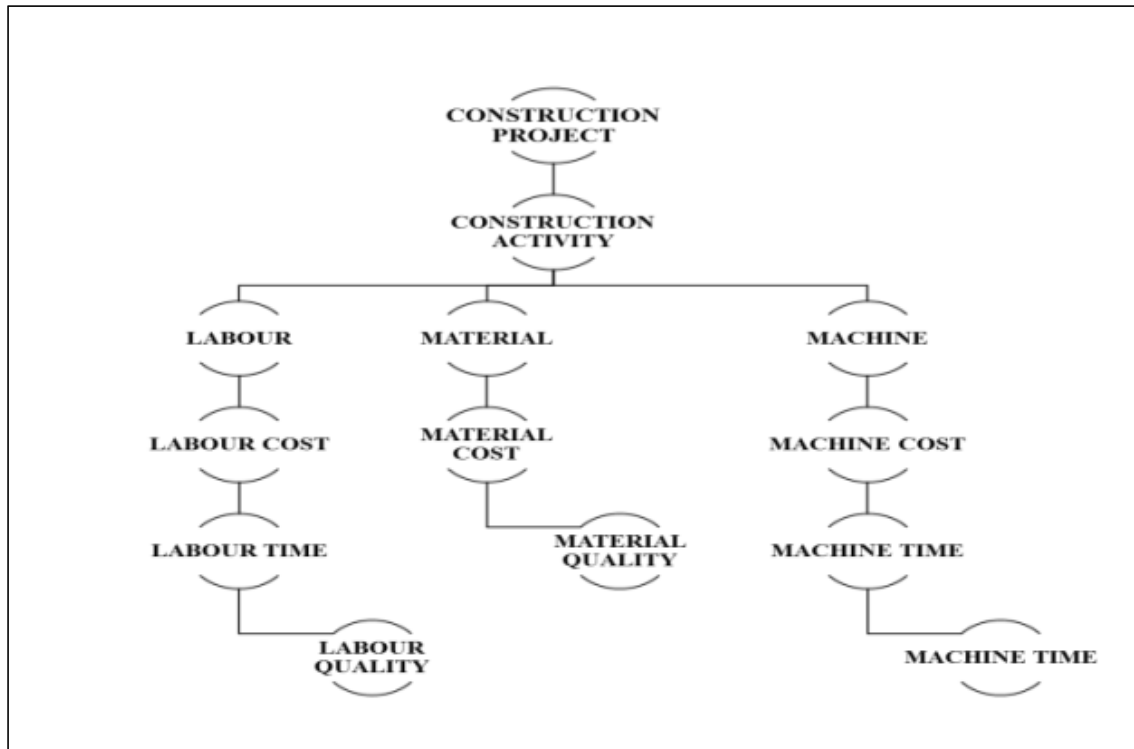 CONSTRUCTION
PROJECT
CONSTRUCTION
ACTIVITY
LABOUR
MATERIAL
MACHINE
LABOUR COST
MATERIAL
COST
MACHINE COST
LABOUR TIME
MATERIAL
QUALITY
MACHINE TIME
LABOUR
QUALITY
MACHINE TIME